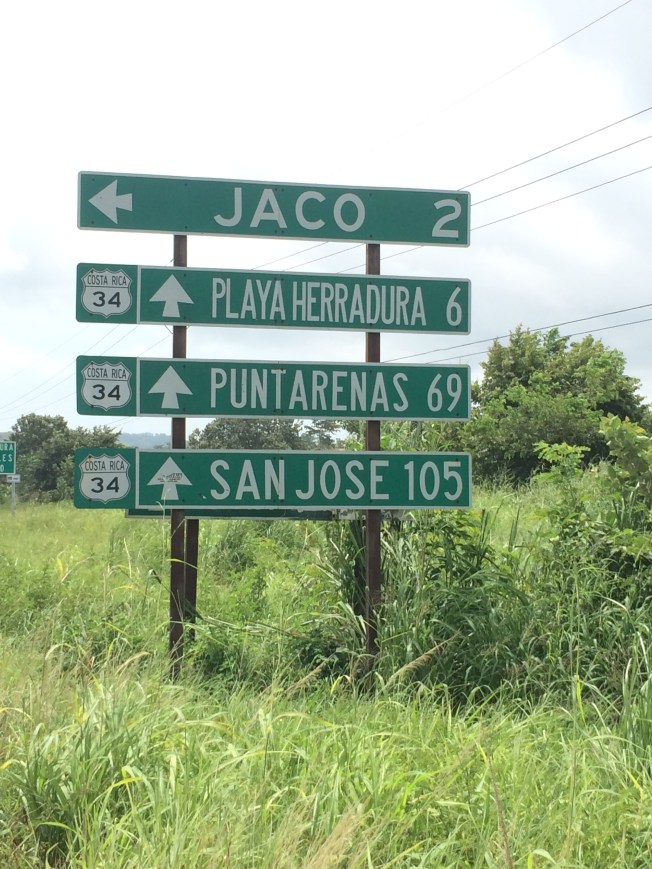 JACO 2
COSTA RICA
34
PLAYA HERRADURA 6
COSTA RICA
34
PUNTARENAS 69
COSTA RICA
34
SAN JOSE 105